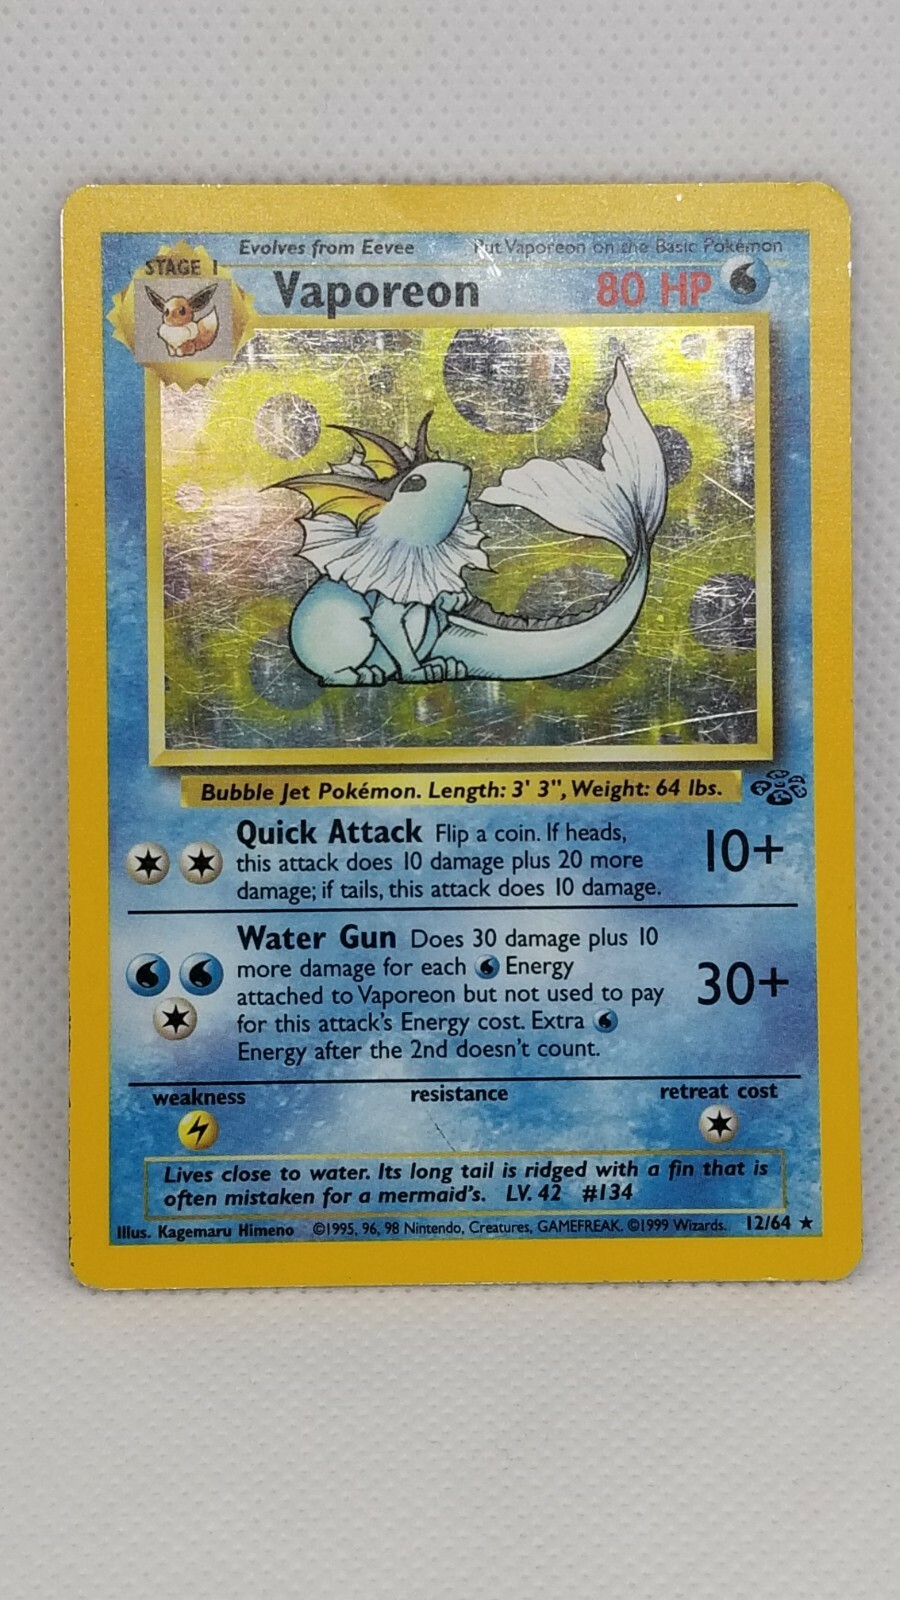 Evolves from Eevee Put Vaporeon on the Basic Pokémon
STAGE 1
Vaporeon 80 HP
Bubble Jet Pokémon. Length: 3' 3", Weight: 64 lbs.
Quick Attack Flip a coin. If heads,
this attack does 10 damage plus 20 more
damage; if tails, this attack does 10 damage.
10+
Water Gun Does 30 damage plus 10
more damage for each Energy
attached to Vaporeon but not used to pay
for this attack's Energy cost. Extra
Energy after the 2nd doesn't count.
30+
weakness resistance retreat cost
Lives close to water. Its long tail is ridged with a fin that is
often mistaken for a mermaid's. LV. 42 #134
Illus. Kagemaru Himeno ©1995, 96, 98 Nintendo, Creatures, GAMEFREAK. ©1999 Wizards. 12/64 ★